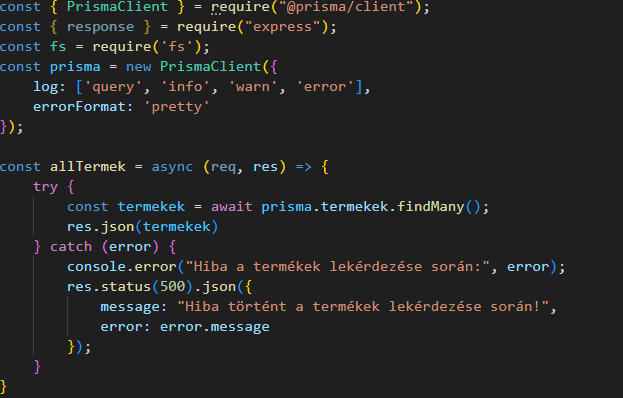 const { PrismaClient } = require("@prisma/client");
const { response } = require("express");
const fs = require('fs');
const prisma = new PrismaClient({
    log: ['query', 'info', 'warn', 'error'],
    errorFormat: 'pretty'
});

const allTermek = async (req, res) => {
    try {
        const termekek = await prisma.termekek.findMany();
        res.json(termekek)
    } catch (error) {
        console.error("Hiba a termékek lekérdezése során:", error);
        res.status(500).json({
            message: "Hiba történt a termékek lekérdezése során!",
            error: error.message
        });
    }
}